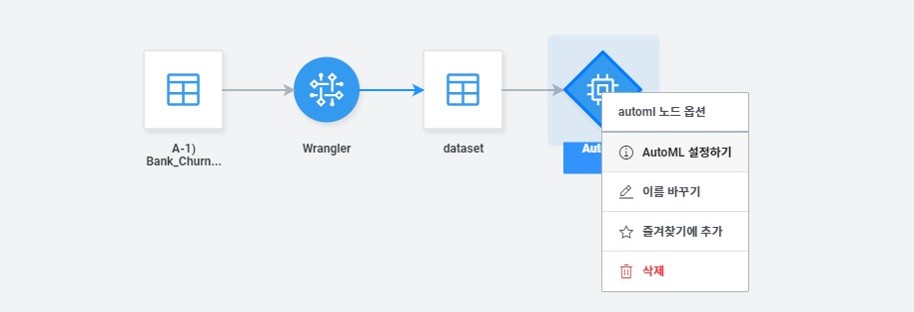 A-1)
Bank_Churn...
Wrangler
dataset
automl 노드 옵션
AutoML 설정하기
이름 바꾸기
즐겨찾기에 추가
삭제